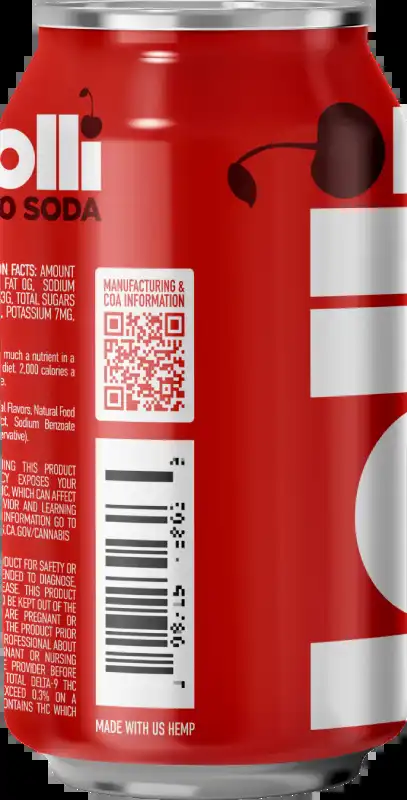 olli
O SODA
ON FACTS: AMOUNT
FAT 0G, SODIUM
3G, TOTAL SUGARS
, POTASSIUM 7MG,
much a nutrient in a
diet. 2,000 calories a
e.
al Flavors, Natural Food
ct, Sodium Benzoate
ervative).
ING THIS PRODUCT
CY EXPOSES YOUR
C, WHICH CAN AFFECT
VIOR AND LEARNING
INFORMATION GO TO
.CA.GOV/CANNABIS
ODUCT FOR SAFETY OR
ENDED TO DIAGNOSE,
EASE. THIS PRODUCT
D BE KEPT OUT OF THE
ARE PREGNANT OR
THE PRODUCT PRIOR
ROFESSIONAL ABOUT
GNANT OR NURSING
E PROVIDER BEFORE
TOTAL DELTA-9 THC
XCEED 0.3% ON A
ONTAINS THC WHICH
MANUFACTURING &
COA INFORMATION
MADE WITH US HEMP
olli